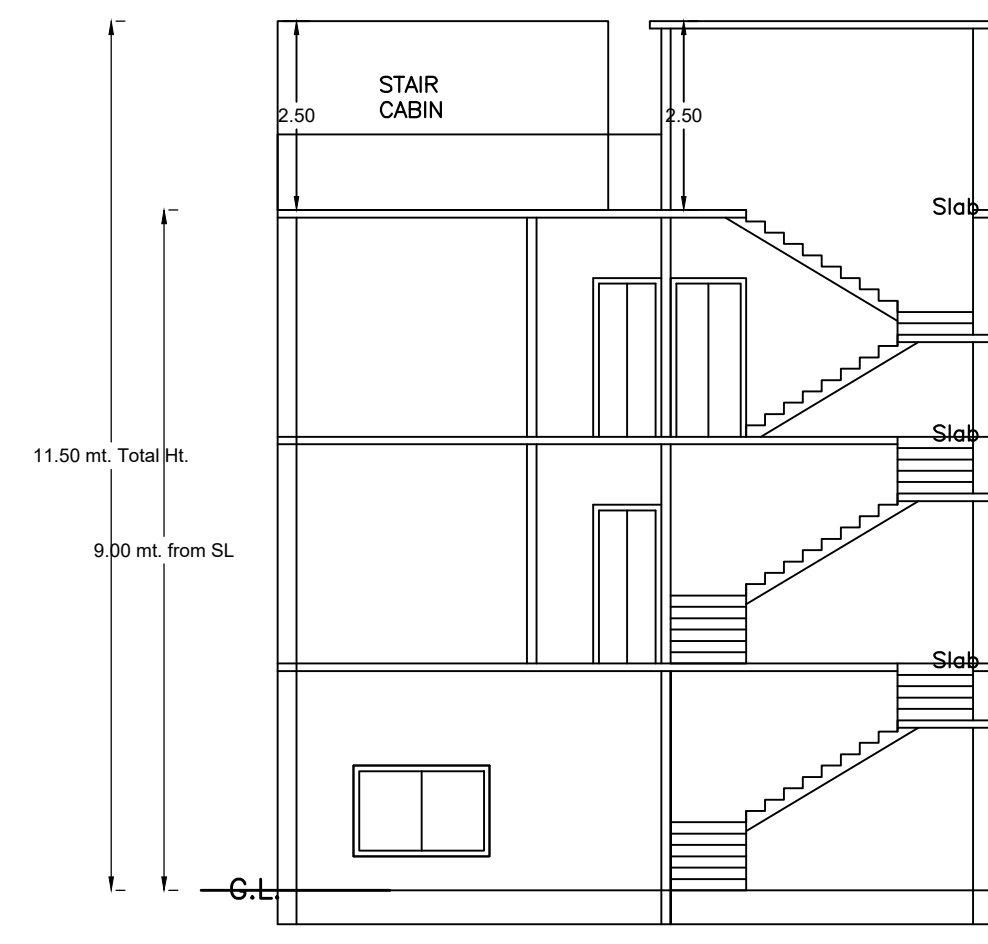 STAIR
CABIN
2.50
2.50
Slab
Slab
11.50 mt. Total Ht.
9.00 mt. from SL
Slab
G.L.